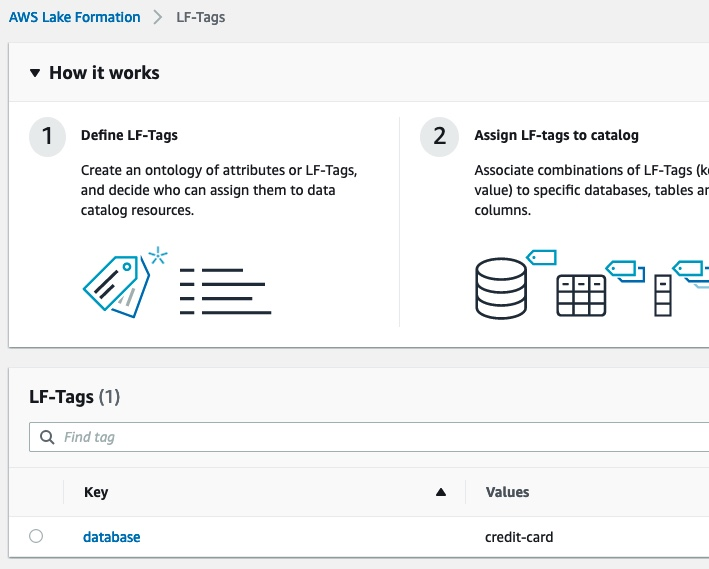 AWS Lake Formation > LF-Tags
How it works
1 Define LF-Tags
Create an ontology of attributes or LF-Tags,
and decide who can assign them to data
catalog resources.
2 Assign LF-tags to catalog
Associate combinations of LF-Tags
value) to specific databases, tables
columns.
LF-Tags (1)
Find tag
Key Values
database credit-card